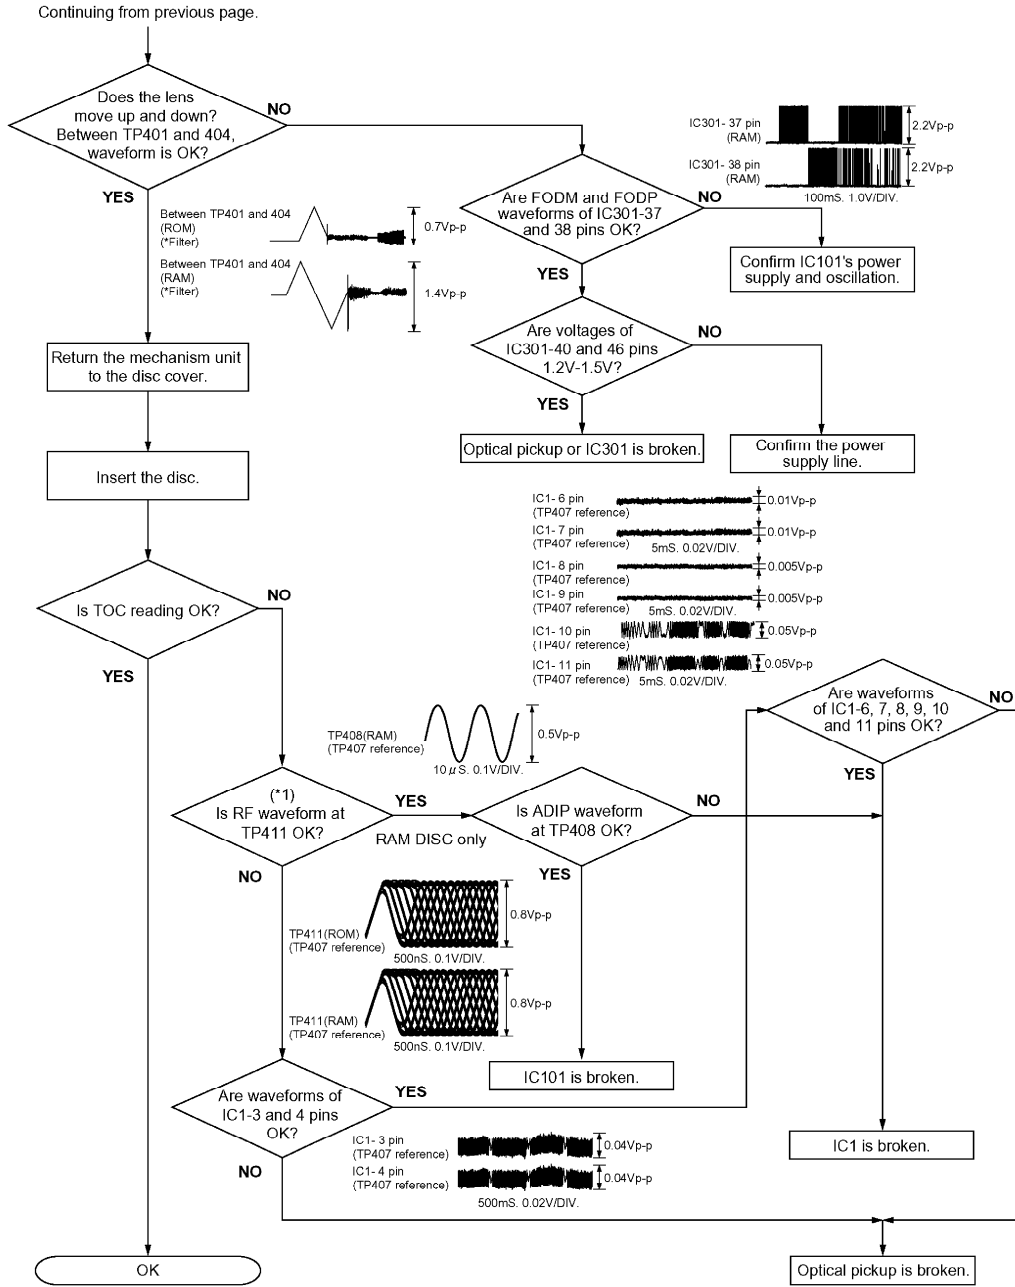 Continuing from previous page.
Does the lens
move up and down?
Between TP401 and 404,
waveform is OK?
NO
YES
IC301- 37 pin
(RAM)
2.2Vp-p
IC301- 38 pin
(RAM)
2.2Vp-p
100mS. 1.0V/DIV.
Are FODM and FODP
waveforms of IC301-37
and 38 pins OK?
NO
YES
Confirm IC101's power
supply and oscillation.
Between TP401 and 404
(ROM)
(*Filter)
0.7Vp-p
Between TP401 and 404
(RAM)
(*Filter)
1.4Vp-p
Are voltages of
IC301-40 and 46 pins
1.2V-1.5V?
NO
YES
Return the mechanism unit
to the disc cover.
Optical pickup or IC301 is broken.
Confirm the power
supply line.
Insert the disc.
IC1- 6 pin
(TP407 reference)
0.01Vp-p
IC1- 7 pin
(TP407 reference)
0.01Vp-p
5mS. 0.02V/DIV.
IC1- 8 pin
(TP407 reference)
0.005Vp-p
IC1- 9 pin
(TP407 reference)
0.005Vp-p
5mS. 0.02V/DIV.
IC1- 10 pin
(TP407 reference)
0.05Vp-p
IC1- 11 pin
(TP407 reference)
0.05Vp-p
5mS. 0.02V/DIV.
Is TOC reading OK?
NO
YES
Are waveforms
of IC1-6, 7, 8, 9, 10
and 11 pins OK?
NO
YES
TP408(RAM)
(TP407 reference)
0.5Vp-p
10 μ S. 0.1V/DIV.
(*1)
Is RF waveform at
TP411 OK?
YES
RAM DISC only
NO
Is ADIP waveform
at TP408 OK?
NO
YES
TP411(ROM)
(TP407 reference)
0.8Vp-p
500nS. 0.1V/DIV.
TP411(RAM)
(TP407 reference)
0.8Vp-p
500nS. 0.1V/DIV.
IC101 is broken.
Are waveforms of
IC1-3 and 4 pins
OK?
YES
NO
IC1- 3 pin
(TP407 reference)
0.04Vp-p
IC1- 4 pin
(TP407 reference)
0.04Vp-p
500mS. 0.02V/DIV.
IC1 is broken.
OK
Optical pickup is broken.